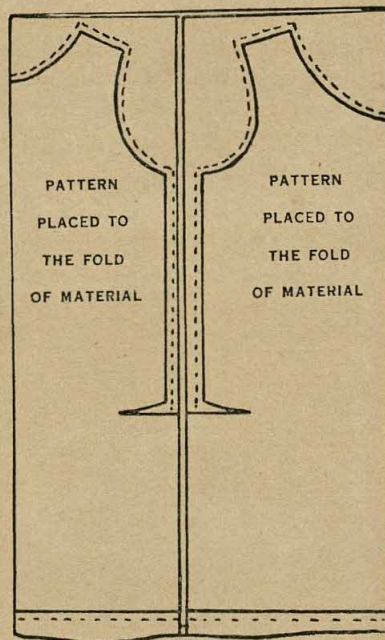 PATTERN
PLACED TO
THE FOLD
OF MATERIAL
PATTERN
PLACED TO
THE FOLD
OF MATERIAL